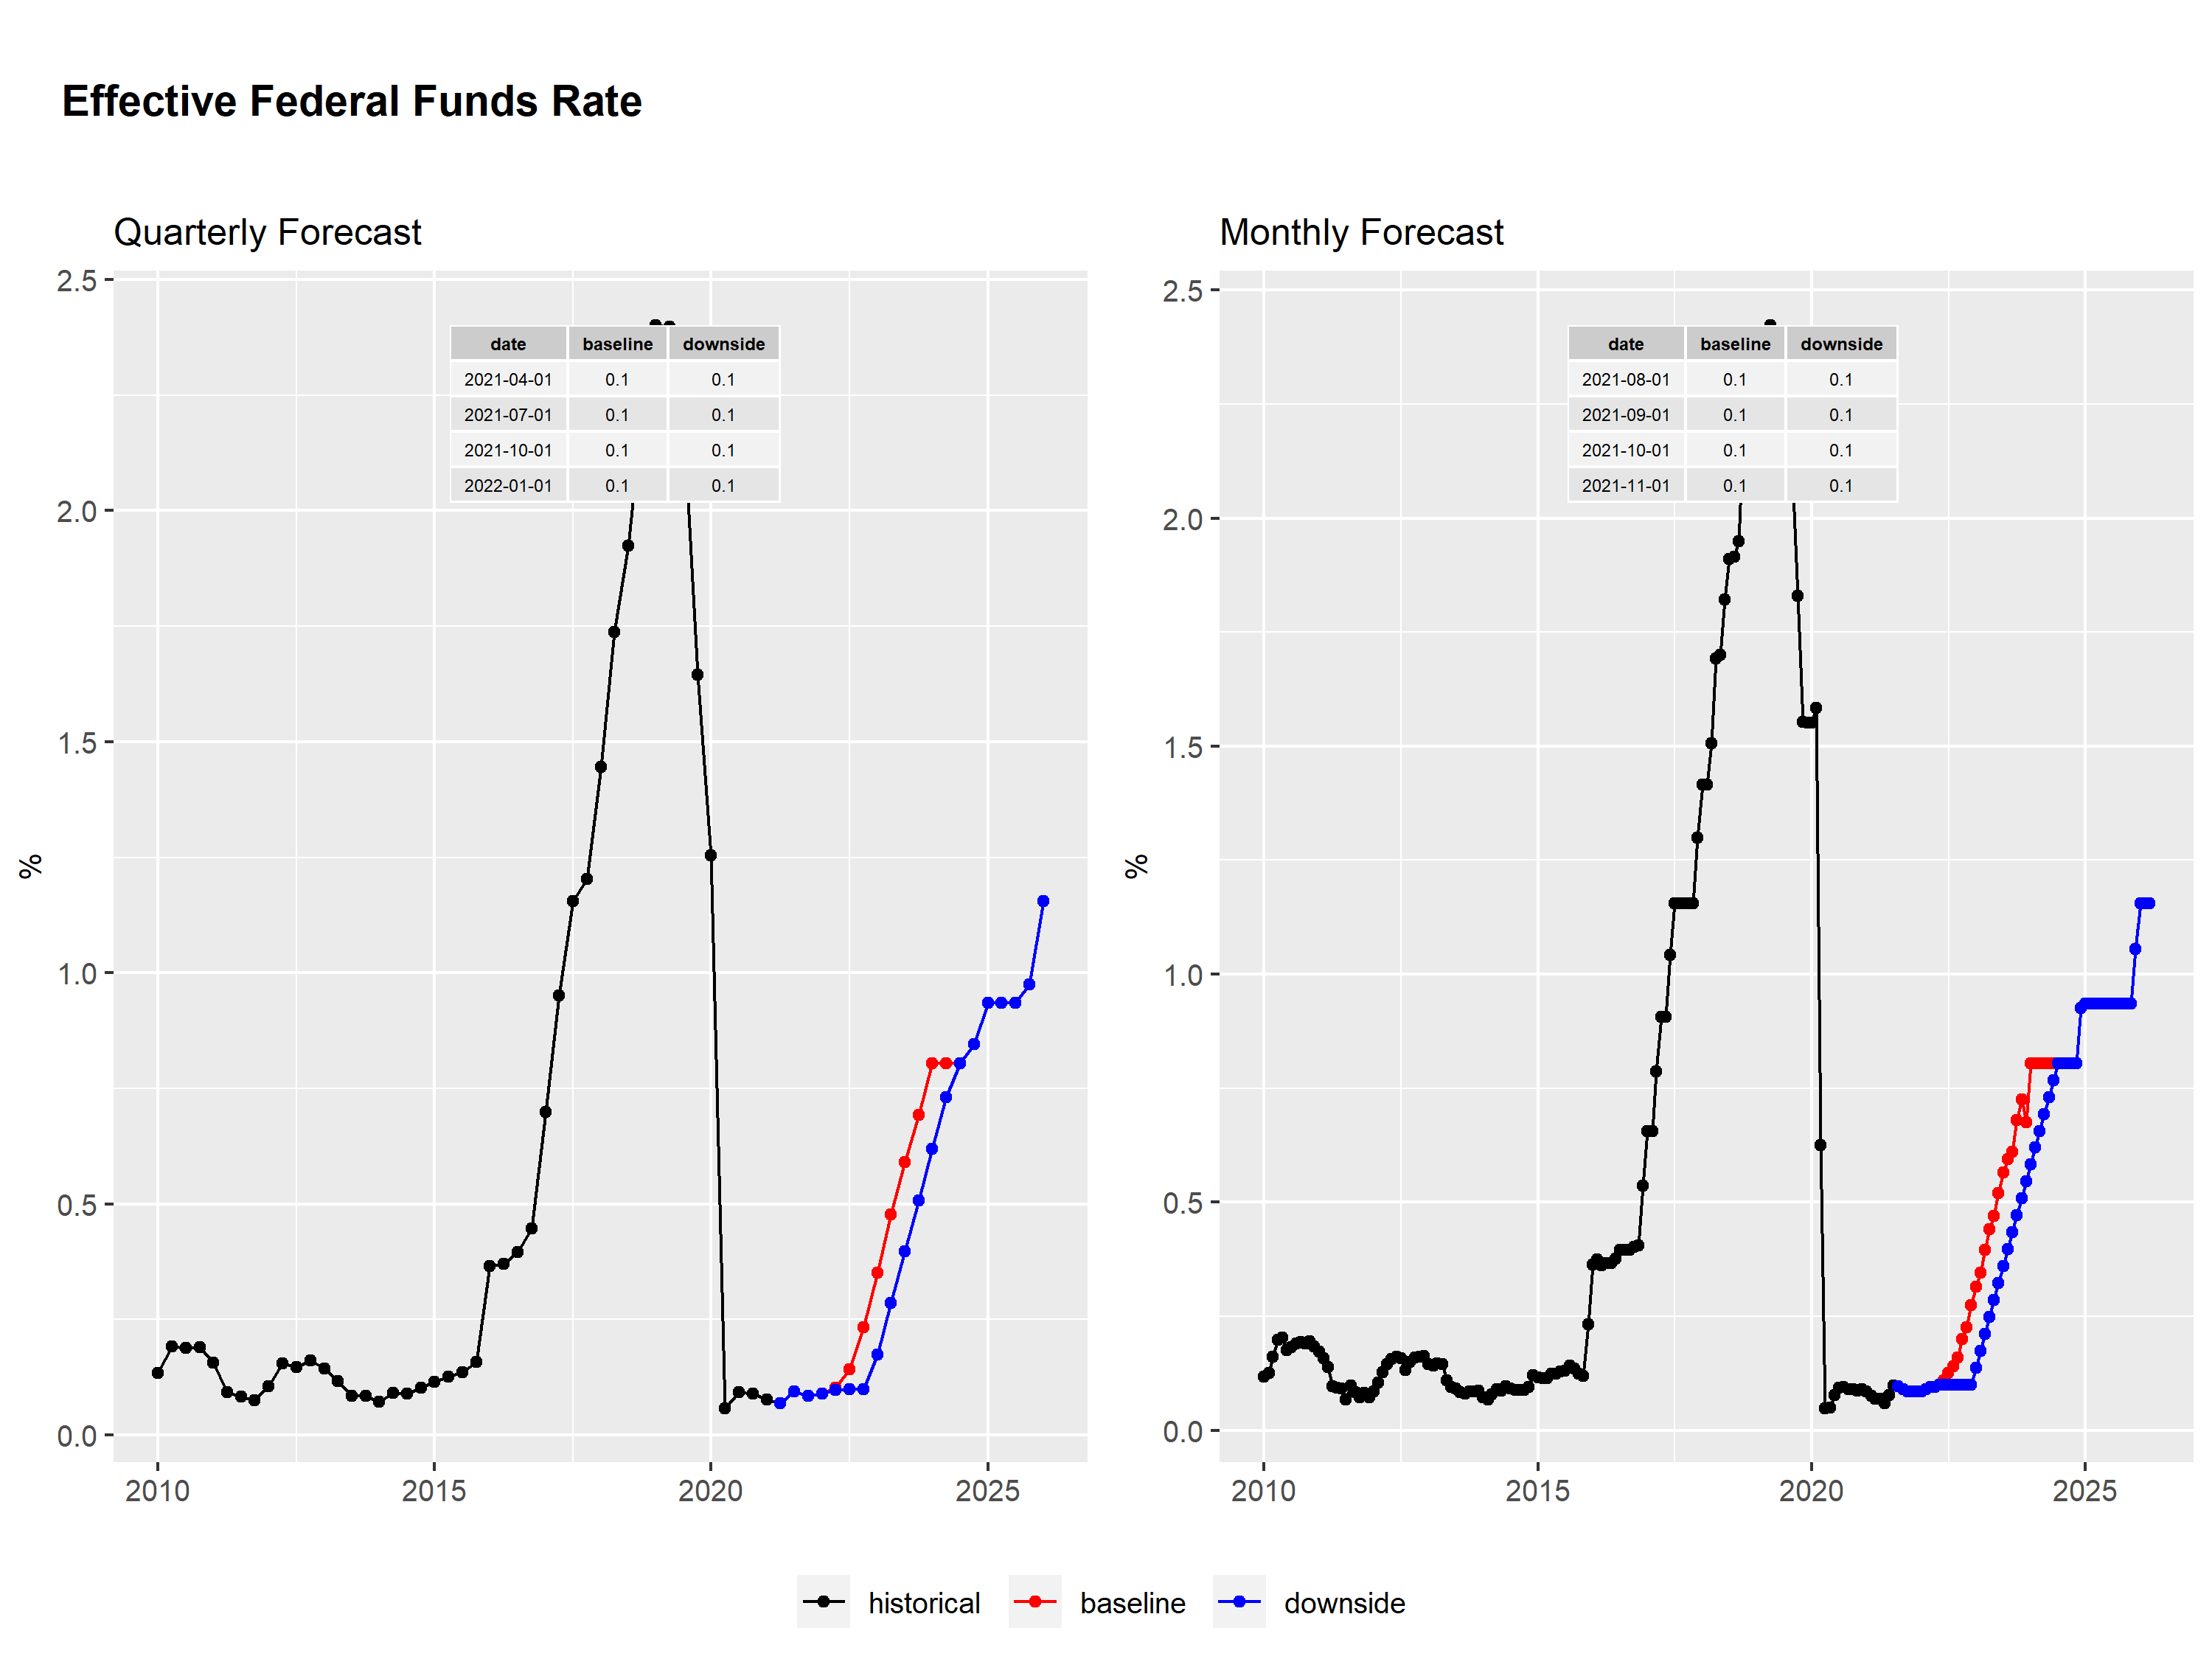 Effective Federal Funds Rate
Quarterly Forecast
2.5
2.0
1.5
1.0
0.5
0.0
%
date baseline downside
2021-04-01 0.1 0.1
2021-07-01 0.1 0.1
2021-10-01 0.1 0.1
2022-01-01 0.1 0.1
2010 2015 2020 2025
Monthly Forecast
2.5
2.0
1.5
1.0
0.5
0.0
%
date baseline downside
2021-08-01 0.1 0.1
2021-09-01 0.1 0.1
2021-10-01 0.1 0.1
2021-11-01 0.1 0.1
2010 2015 2020 2025
historical baseline downside